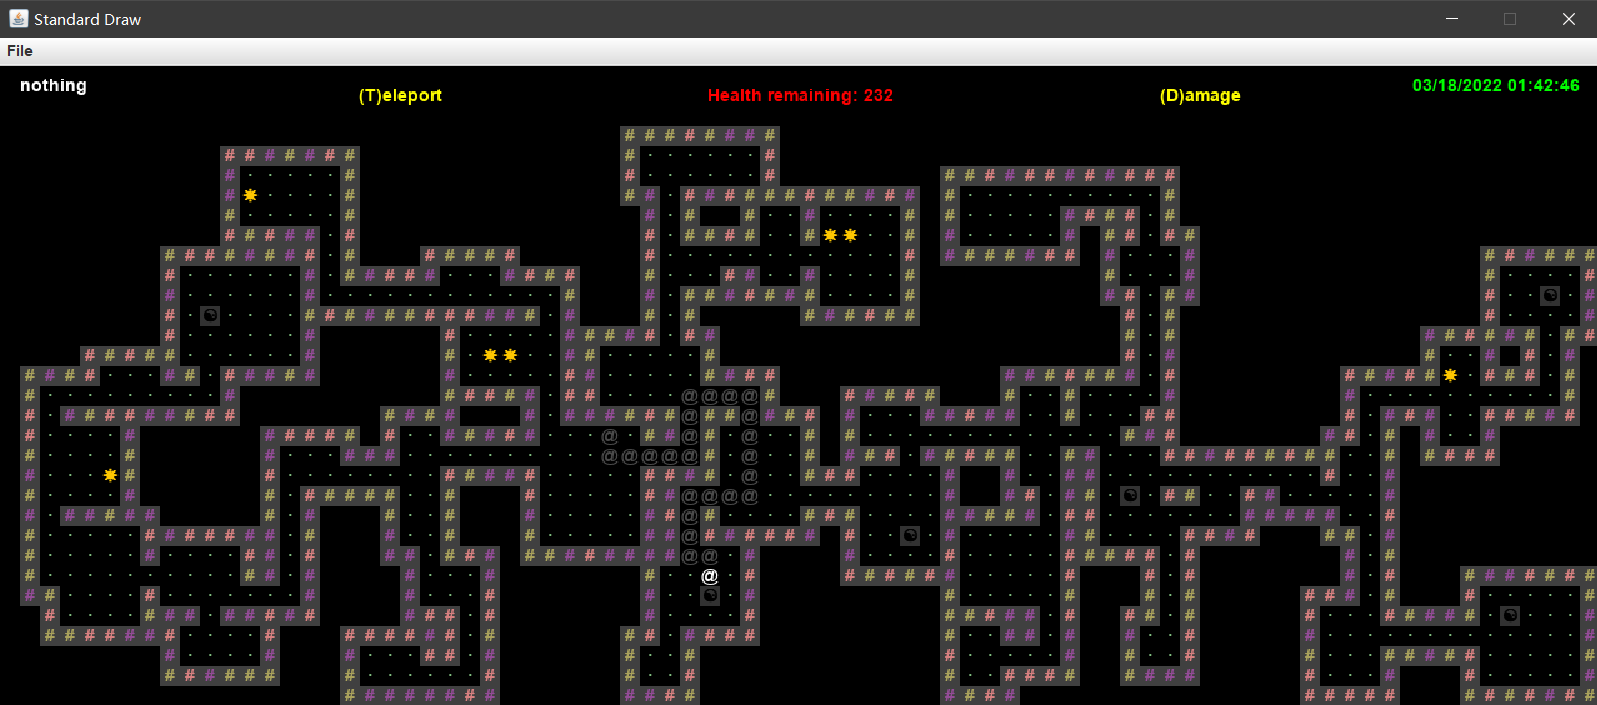 Standard Draw
File
nothing
(T)eleport
Health remaining: 232
(D)amage
03/18/2022 01:42:46